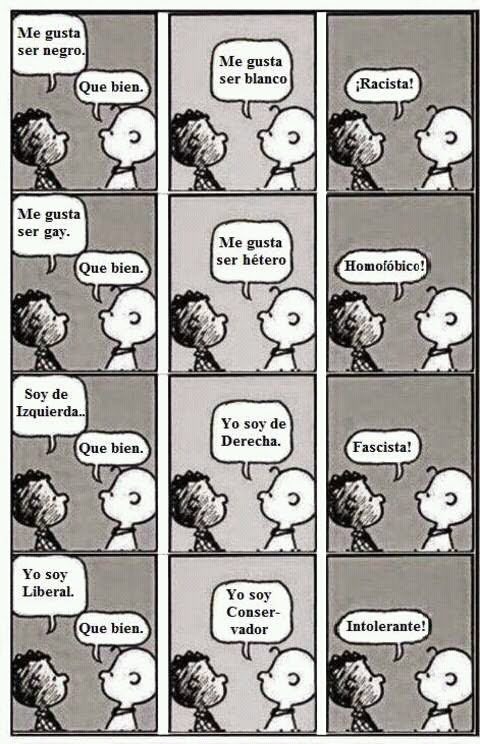 Me gusta
ser negro.
Que bien.
Me gusta
ser blanco
¡Racista!
Me gusta
ser gay.
Que bien.
Me gusta
ser hétero
Homofóbico!
Soy de
Izquierda..
Que bien.
Yo soy de
Derecha.
Fascista!
Yo soy
Liberal.
Que bien.
Yo soy
Conser-
vador
Intolerante!